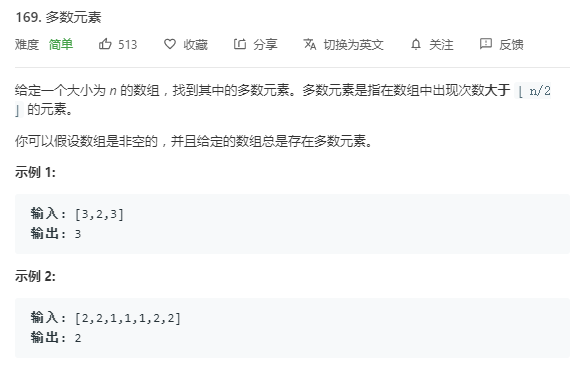 169. 多数元素
难度 简单 513 收藏 分享 切换为英文 关注 反馈
给定一个大小为 n 的数组，找到其中的多数元素。多数元素是指在数组中出现次数大于 ⌊ n/2
⌋ 的元素。
你可以假设数组是非空的，并且给定的数组总是存在多数元素。
示例 1:
输入: [3,2,3]
输出: 3
示例 2:
输入: [2,2,1,1,1,2,2]
输出: 2